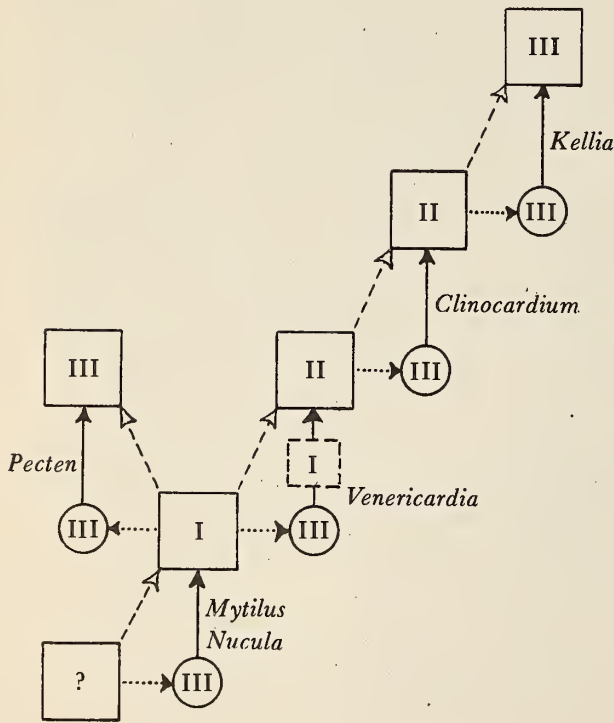 III
Kellia
II
III
Clinocardium
III
II
III
I
Pecten
Venericardia
III
I
III
Mytilus
Nucula
?
III